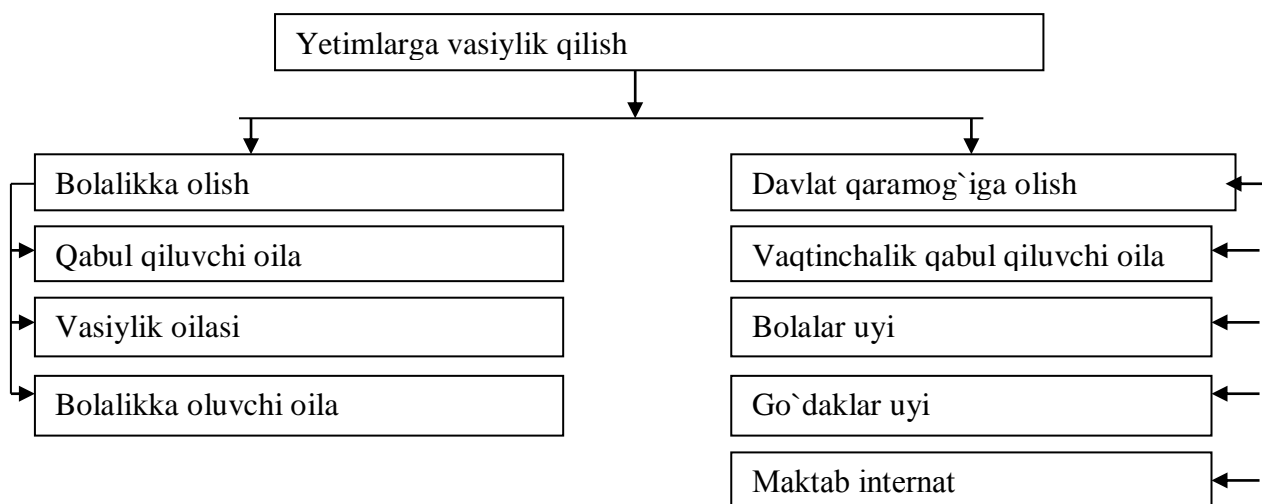 Yetimlarga vasiylik qilish
Bolalikka olish
Qabul qiluvchi oila
Vasiylik oilasi
Bolalikka oluvchi oila
Davlat qaramog`iga olish
Vaqtinchalik qabul qiluvchi oila
Bolalar uyi
Go`daklar uyi
Maktab internat